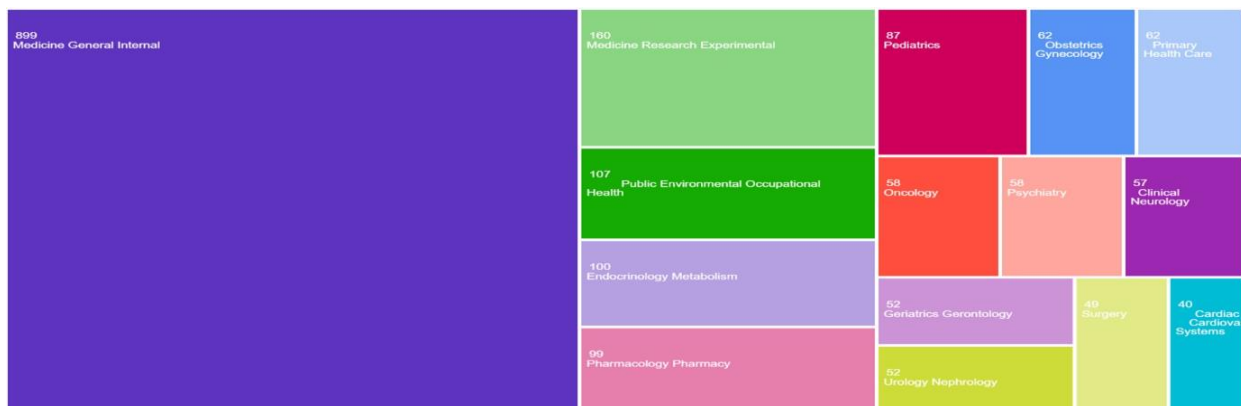 899
Medicine General Internal
160
Medicine Research Experimental
107
Public Environmental Occupational
Health
100
Endocrinology Metabolism
99
Pharmacology Pharmacy
87
Pediatrics
62
Obstetrics
Gynecology
62
Primary
Health Care
58
Oncology
58
Psychiatry
57
Clinical
Neurology
52
Geriatrics Gerontology
52
Urology Nephrology
49
Surgery
40
Cardiac
Systems